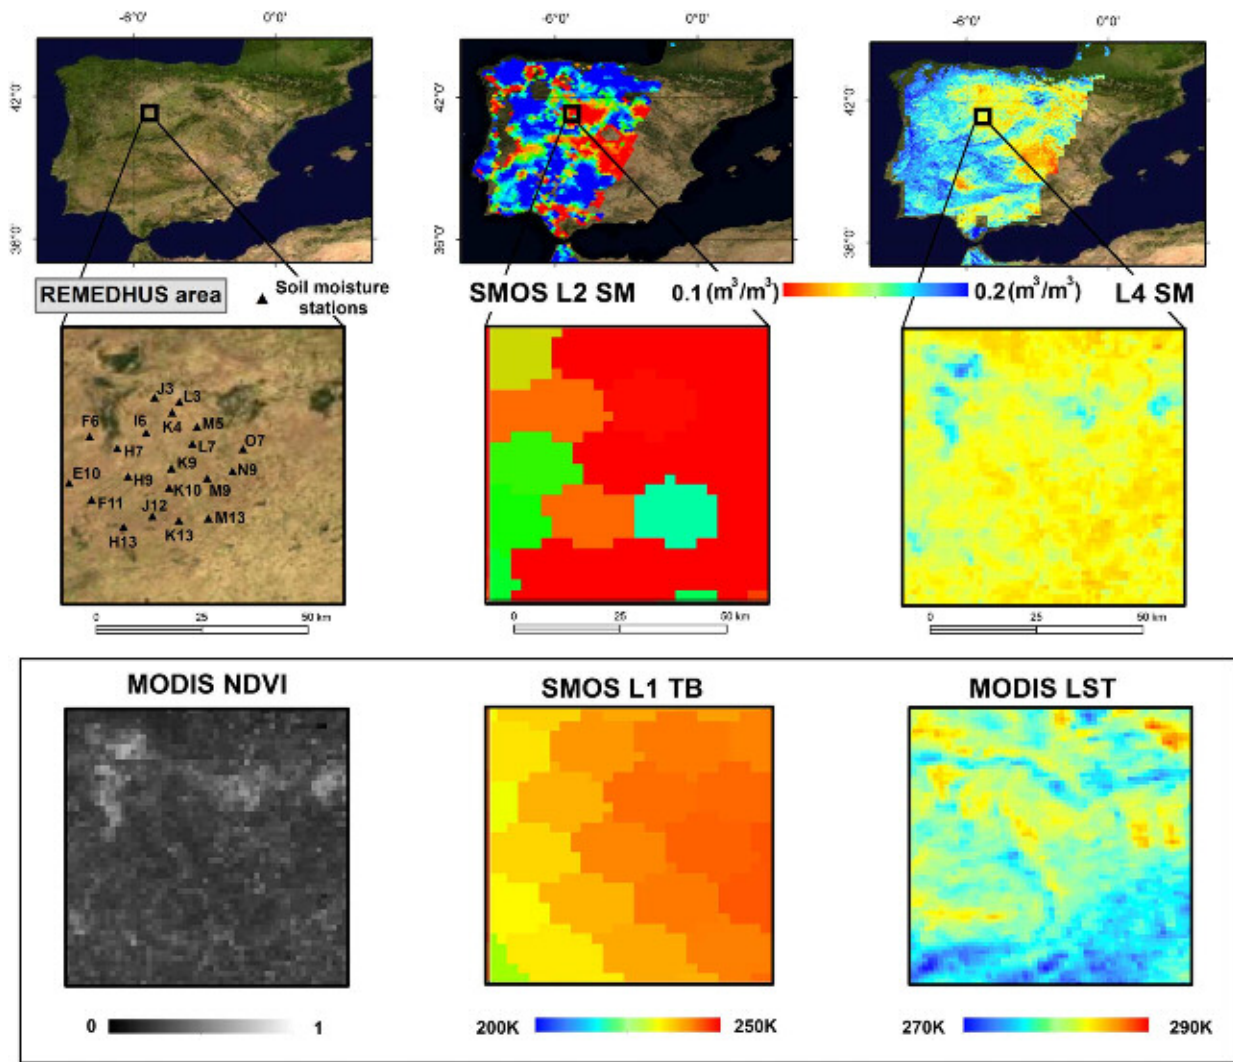 -6°0' 0°0' -6°0' 0°0' -6°0' 0°0'
42°0' 42°0' 42°0'
38°0' 38°0' 38°0'
REMEDHUS area
▲ Soil moisture
stations
SMOS L2 SM
0.1 (m³/m³) 0.2 (m³/m³)
L4 SM
J3
L3
F6
I6
K4
M5
H7
L7
O7
E10
H9
K9
N9
F11
K10
M9
J12
M13
H13
K13
0 25 50 km
0 25 50 km
0 25 50 km
MODIS NDVI
SMOS L1 TB
MODIS LST
0 1
200K 250K
270K 290K